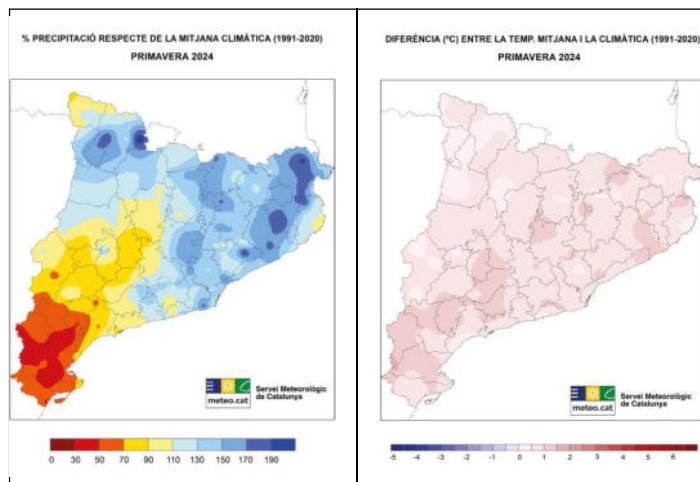 % PRECIPITACIÓ RESPECTE DE LA MITJANA CLIMÀTICA (1991-2020)
PRIMAVERA 2024
meteo.cat
Servei Meteorològic
de Catalunya
0 30 50 70 90 110 130 150 170 190
DIFERÈNCIA (ºC) ENTRE LA TEMP. MITJANA I LA CLIMÀTICA (1991-2020)
PRIMAVERA 2024
meteo.cat
Servei Meteorològic
de Catalunya
-5 -4 -3 -2 -1 0 1 2 3 4 5 6